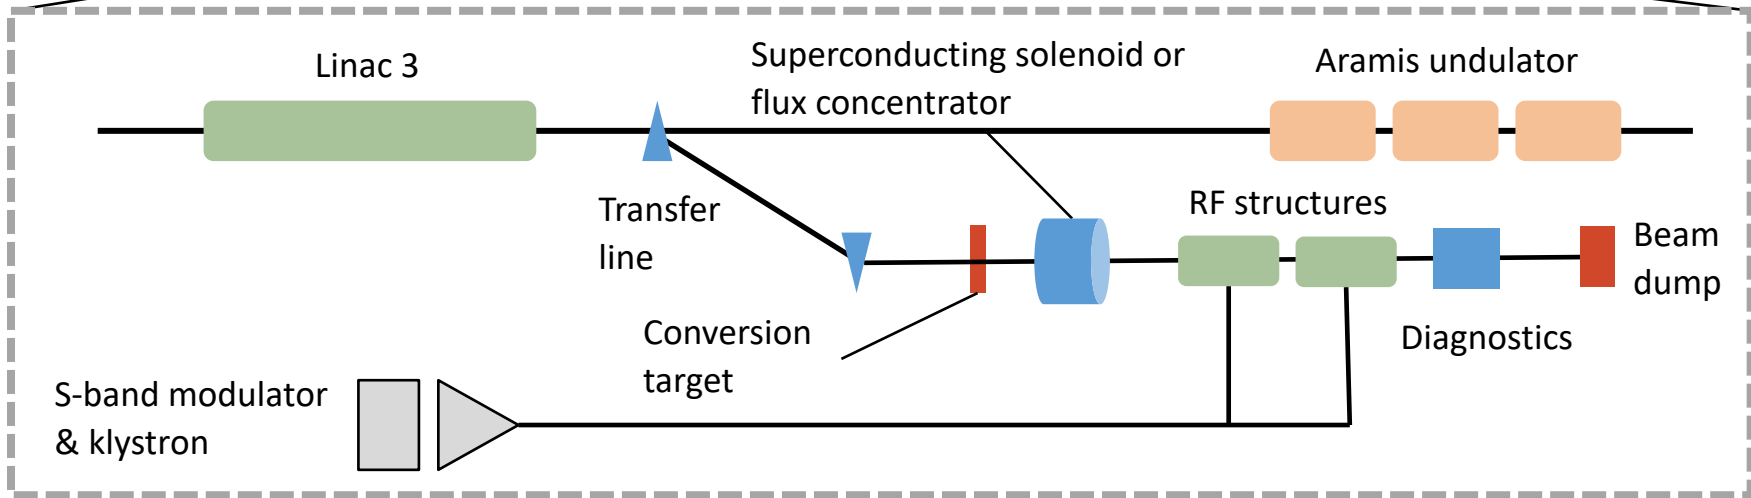 Linac 3
Superconducting solenoid or
flux concentrator
Aramis undulator
Transfer
line
RF structures
Beam
dump
Conversion
target
Diagnostics
S-band modulator
& klystron